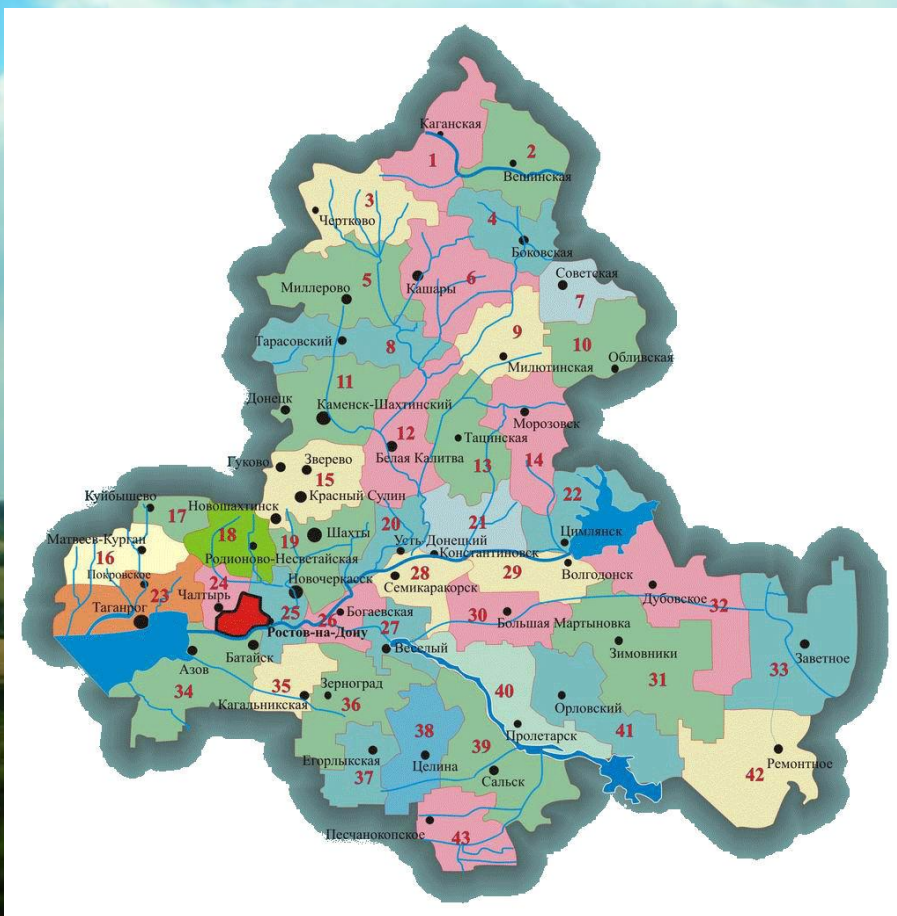 Каганская
1
2
Вешинская
3
Чертково
4
Боковская
5
Миллерово
Кашары
6
Советская
7
Тарасовский
8
9
Милютинская
10
Обливская
11
Донецк
Каменск-Шахтинский
12
Белая Калитва
Тацинская
13
Морозовск
14
Гуково
Зверево
15
Красный Сулин
Куйбышево
17
Новошахтинск
18
19
Шахты
20
21
22
Цимлянск
Матвеев-Курган
16
Родионово-Несветайская
Усть Донецкий
Константиновск
Покровское
23
24
Чалтырь
Новочеркасск
28
Семикаракорск
29
Волгодонск
Таганрог
25
26
Богаевская
27
30
Большая Мартыновка
Дубовское
32
Ростов-на-Дону
Батайск
Веселый
Зимовники
31
33
Заветное
Азов
34
35
Кагальникская
Зерноград
36
40
Орловский
41
Пролетарск
Егорлыкская
37
38
Целина
39
Сальск
42
Ремонтное
Песчанокопское
43